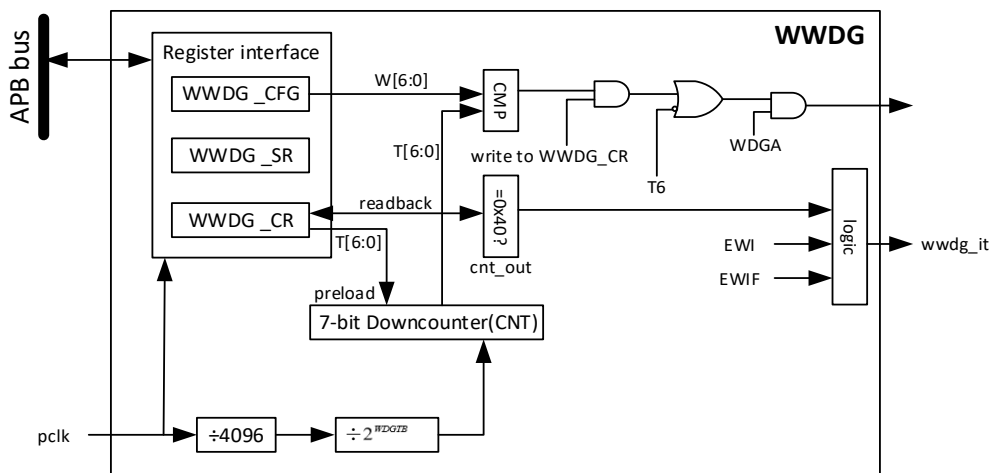 WWDG
APB bus
Register interface
WWDG _CFG
W[6:0]
CMP
WWDG _SR
T[6:0]
write to WWDG_CR
WDGA
T6
WWDG _CR
readback
=0x40?
logic
T[6:0]
cnt_out
EWI
wwdg_it
EWIF
preload
7-bit Downcounter(CNT)
pclk
÷4096
÷2^WDGTB